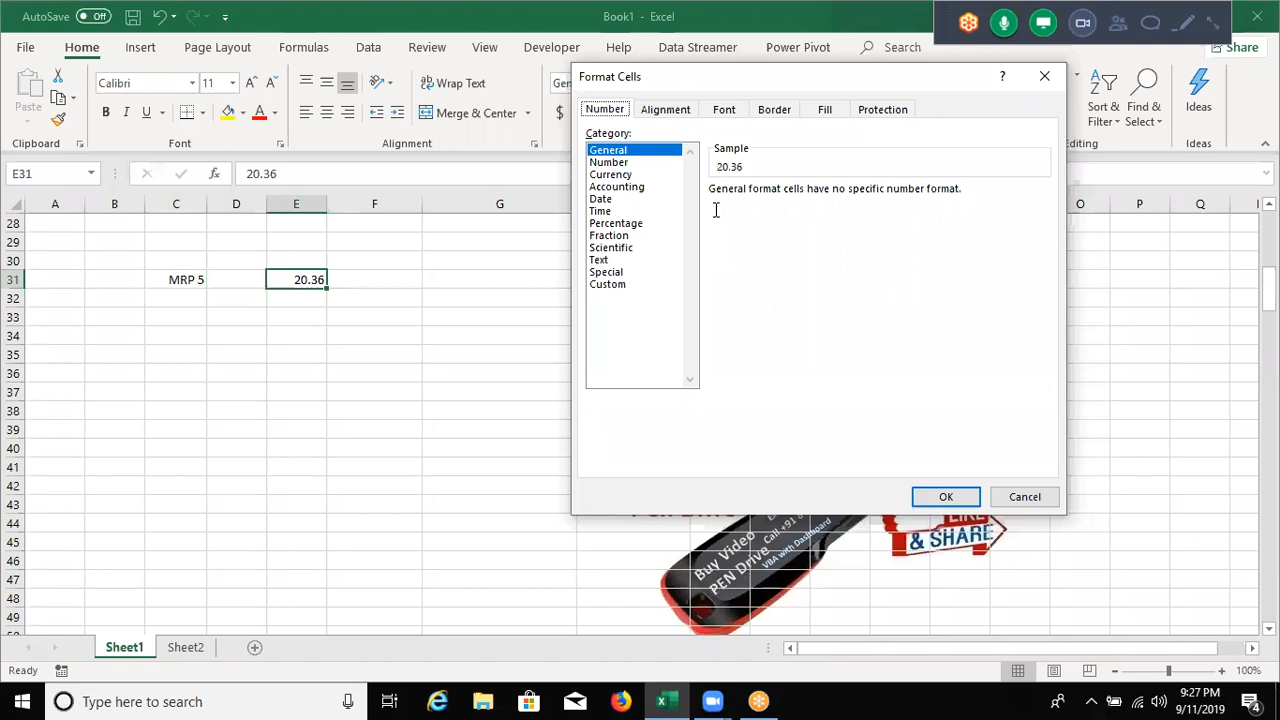 AutoSave Off
Book1 - Excel
File Home Insert Page Layout Formulas Data Review View Developer Help Data Streamer Power Pivot Search Share
Calibri 11 Wrap Text
Paste B I U A Merge & Center $
Sort & Filter Find & Select Ideas
Clipboard Font Alignment Editing Ideas
E31 fx 20.36
A B C D E F G O P Q
28
29
30
31 MRP 5 20.36
32
33
34
35
36
37
38
39
40
41
42
43
44
45
46
47
48
49
Format Cells ?
Number Alignment Font Border Fill Protection
Category:
General
Number
Currency
Accounting
Date
Time
Percentage
Fraction
Scientific
Text
Special
Custom
Sample
20.36
General format cells have no specific number format.
OK Cancel
Buy Video
PEN Drive
VBA with Dashboard
LIKE
& SHARE
Sheet1 Sheet2
Ready 100%
Type here to search
9:27 PM
9/11/2019
4